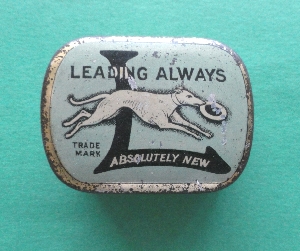 LEADING ALWAYS
L
TRADE
MARK
ABSOLUTELY NEW